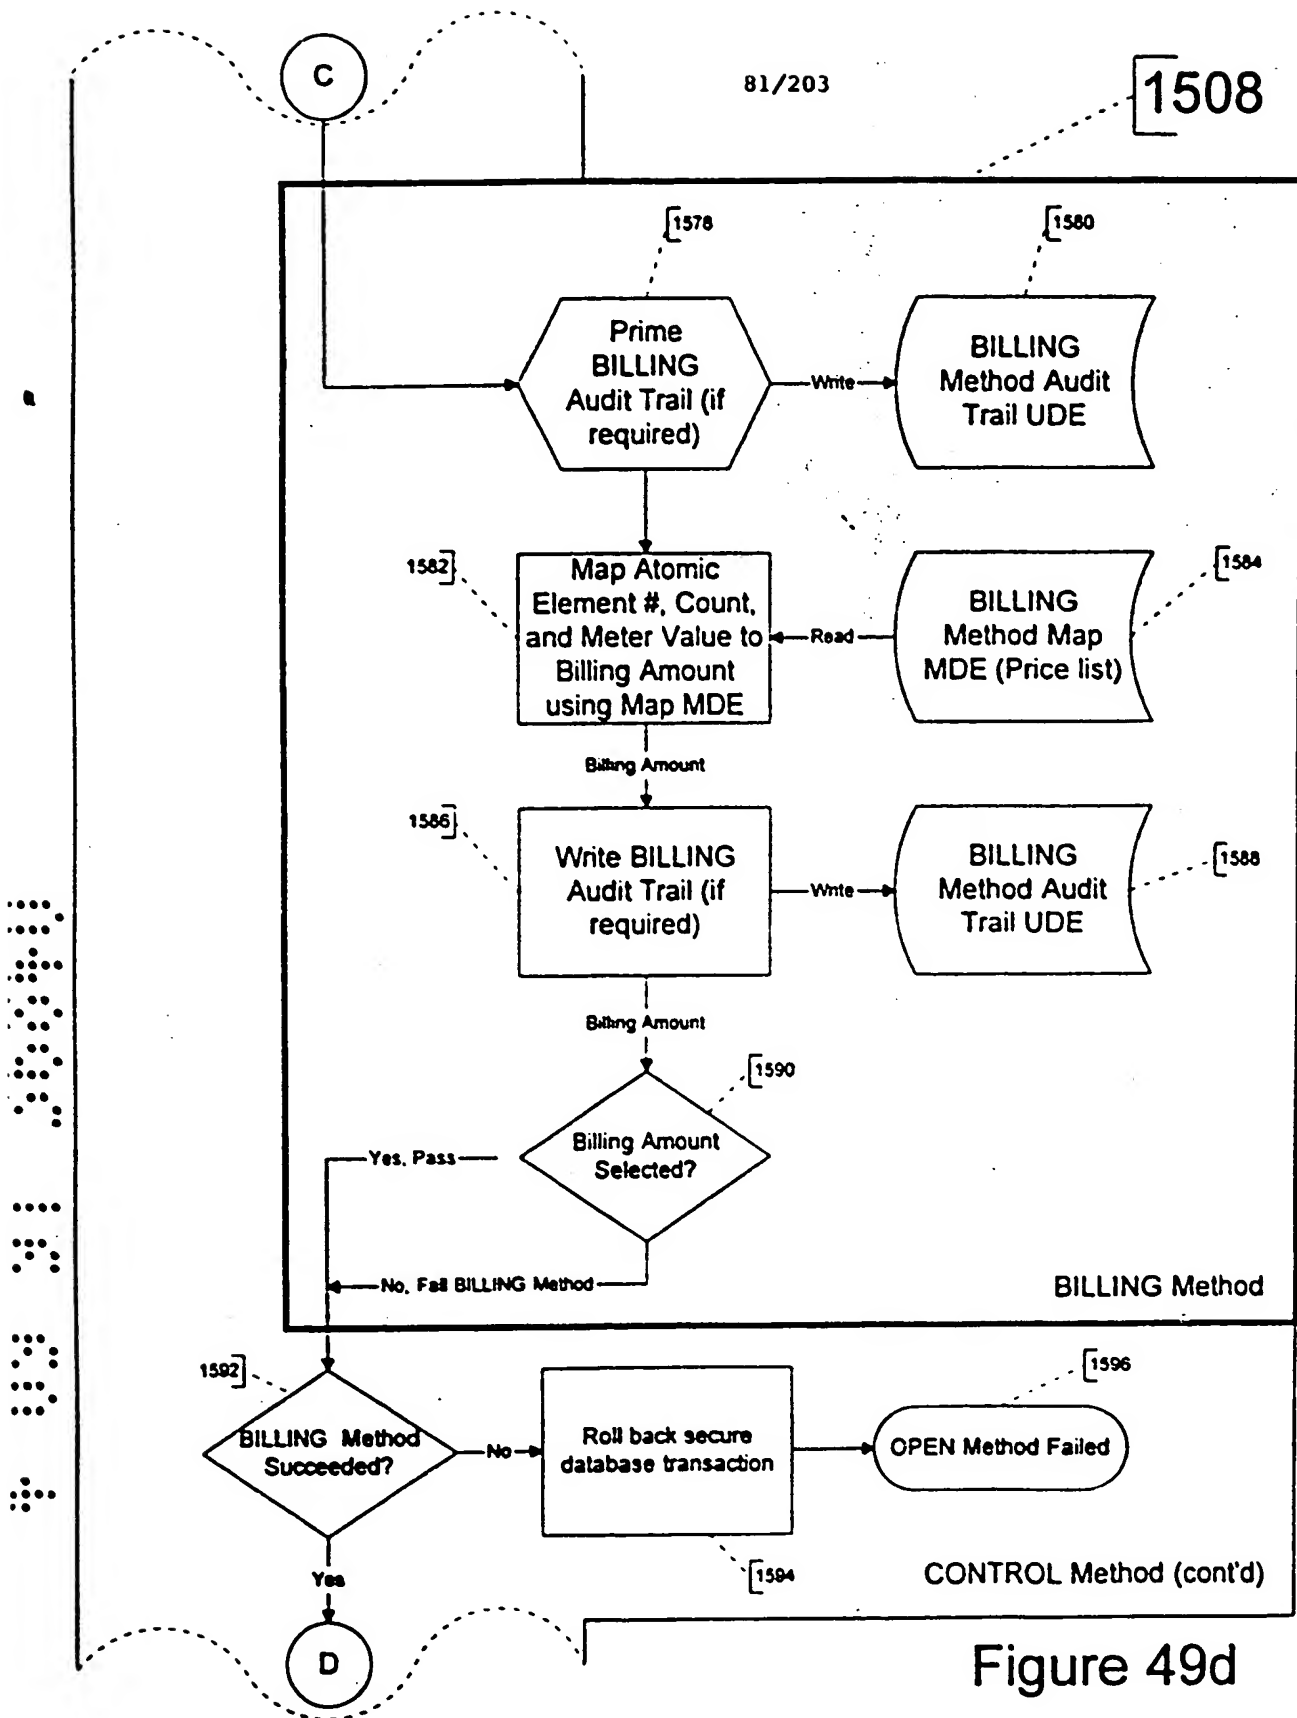 C
81/203
1508
1578
1580
Prime
BILLING
Audit Trail (if
required)
Write
BILLING
Method Audit
Trail UDE
1582
Map Atomic
Element #, Count,
and Meter Value to
Billing Amount
using Map MDE
Read
BILLING
Method Map
MDE (Price list)
1584
Billing Amount
1586
Write BILLING
Audit Trail (if
required)
Write
BILLING
Method Audit
Trail UDE
1588
Billing Amount
1590
Billing Amount
Selected?
Yes, Pass
No, Fail BILLING Method
BILLING Method
1592
BILLING Method
Succeeded?
No
Roll back secure
database transaction
1596
OPEN Method Failed
1594
CONTROL Method (cont'd)
Yes
D
Figure 49d